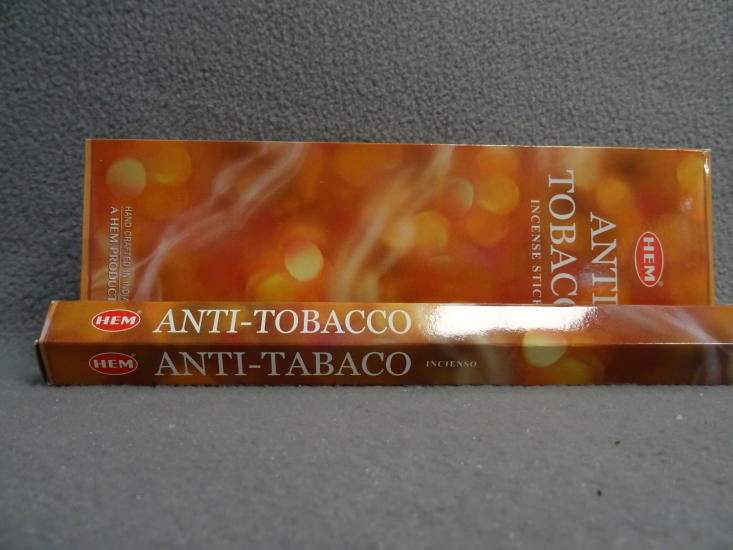 HAND CRAFTED IN INDIA
A HEM PRODUCT
ANTI
TOBACC
INCENSE STICK
HEM
HEM ANTI-TOBACCO
HEM ANTI-TABACO INCIENSO